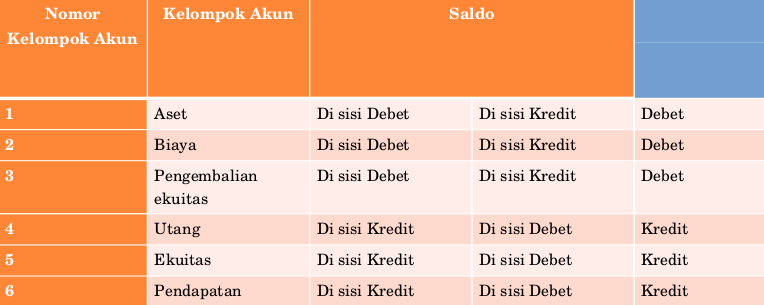 Nomor Kelompok Akun Saldo
Kelompok Akun
1 Aset Di sisi Debet Di sisi Kredit Debet
2 Biaya Di sisi Debet Di sisi Kredit Debet
3 Pengembalian Di sisi Debet Di sisi Kredit Debet
ekuitas
4 Utang Di sisi Kredit Di sisi Debet Kredit
5 Ekuitas Di sisi Kredit Di sisi Debet Kredit
6 Pendapatan Di sisi Kredit Di sisi Debet Kredit